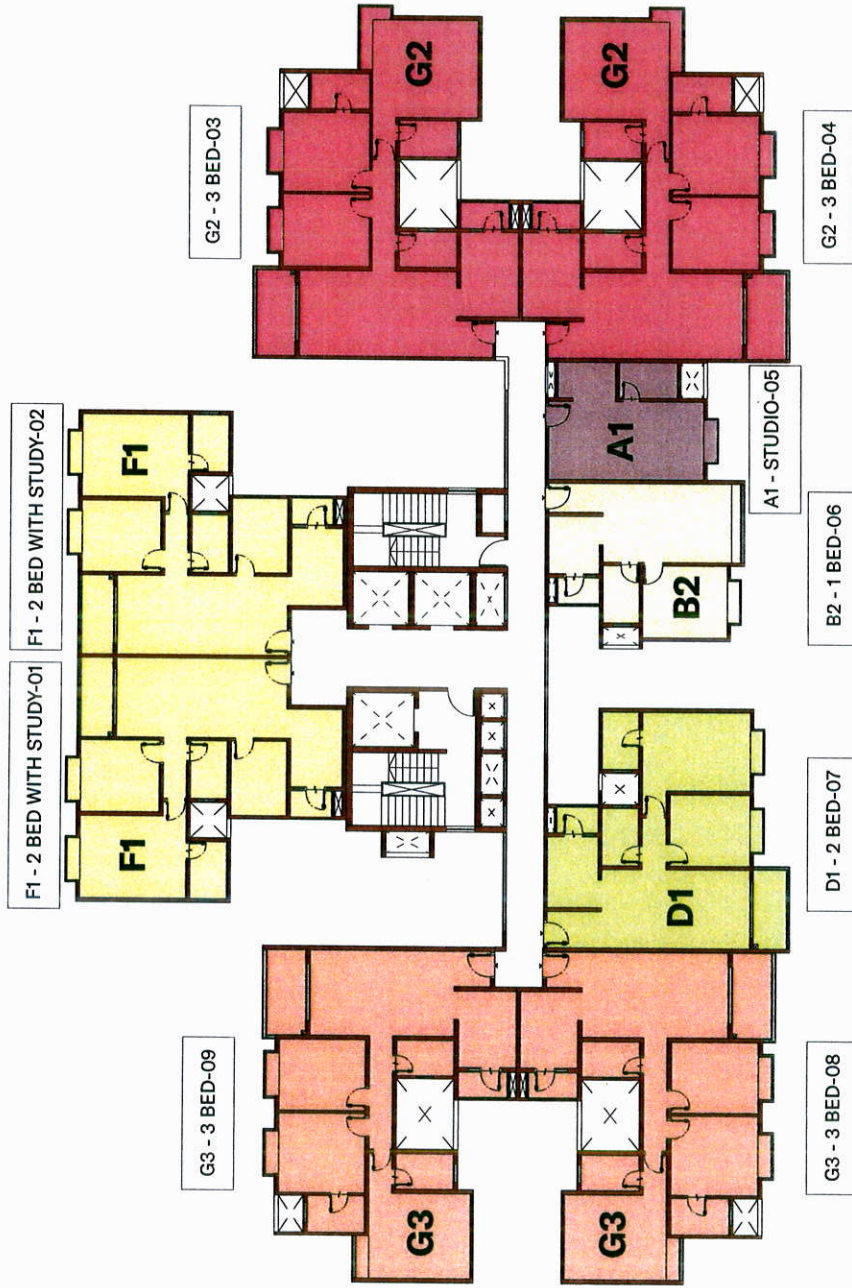 F1 - 2 BED WITH STUDY-01
F1 - 2 BED WITH STUDY-02
F1
F1
G3 - 3 BED-09
G2 - 3 BED-03
G3
G2
G3
D1
B2
A1
G2
G3 - 3 BED-08
D1 - 2 BED-07
B2 - 1 BED-06
A1 - STUDIO-05
G2 - 3 BED-04